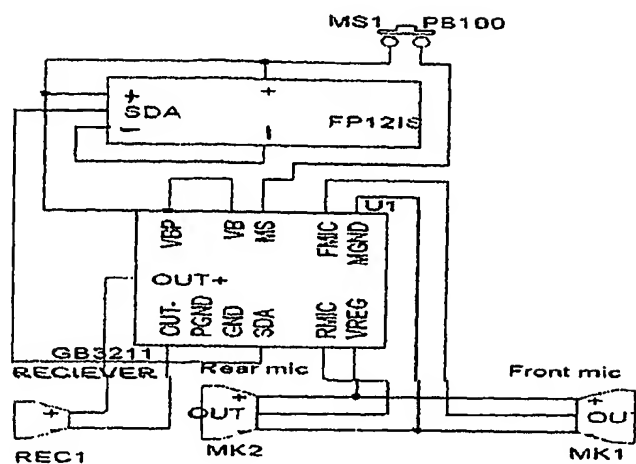 MS1 PB100
+ +
SDA FP12IS
- -
VBP VB MS FMIC MGND U1
OUT+
OUT- PGND GND SDA RMIC VREG
GB3211
RECIEVER Rear mic Front mic
+ + +
OUT OU
- -
REC1 MK2 MK1